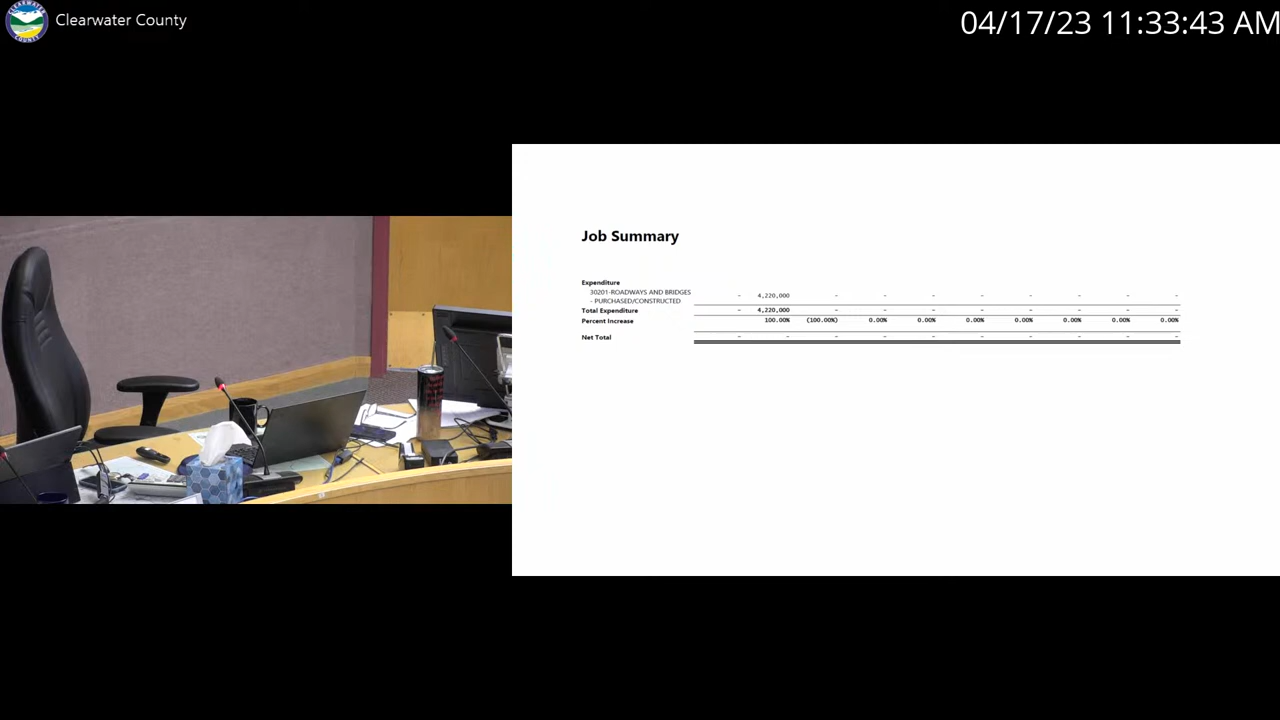 CLEARWATER
COUNTY
Clearwater County
04/17/23 11:33:43 AM
Job Summary
Expenditure
30201-ROADWAYS AND BRIDGES
- PURCHASED/CONSTRUCTED - 4,220,000 - - - - - - - -
Total Expenditure - 4,220,000 - - - - - - - -
Percent Increase 100.00% (100.00%) 0.00% 0.00% 0.00% 0.00% 0.00% 0.00% 0.00%
Net Total - - - - - - - - - -